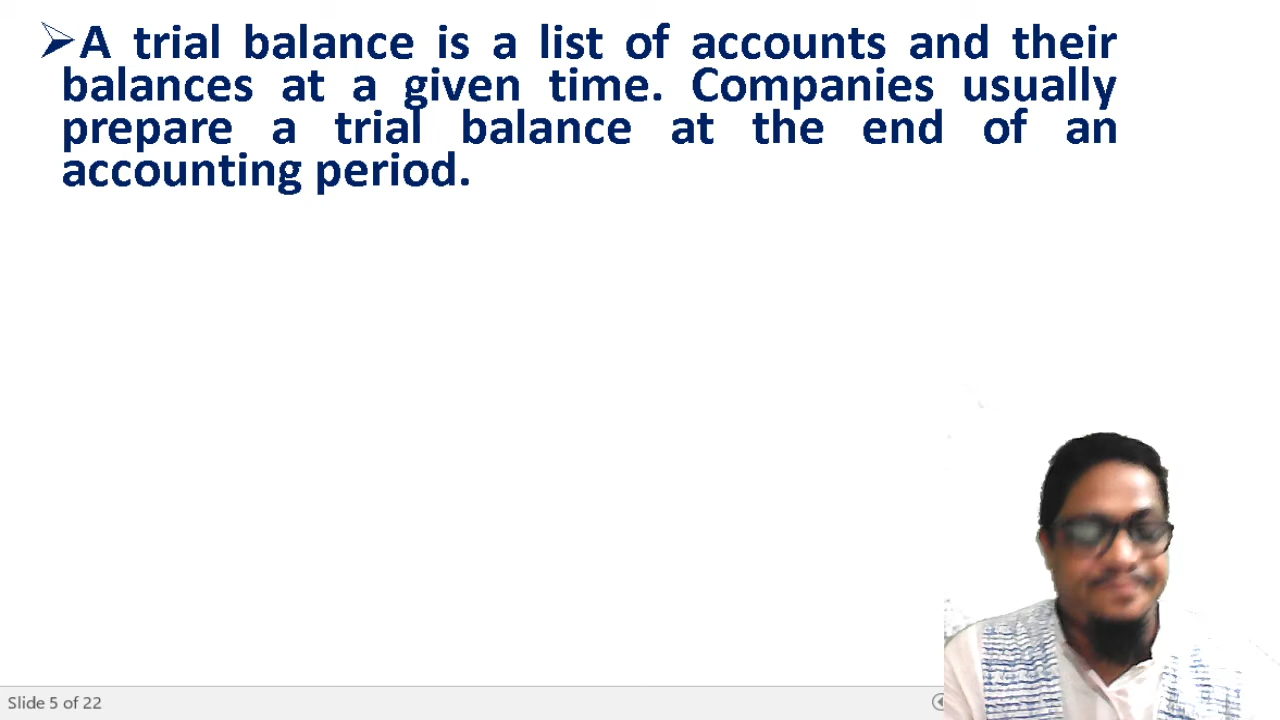 ➢A trial balance is a list of accounts and their
balances at a given time. Companies usually
prepare a trial balance at the end of an
accounting period.
Slide 5 of 22